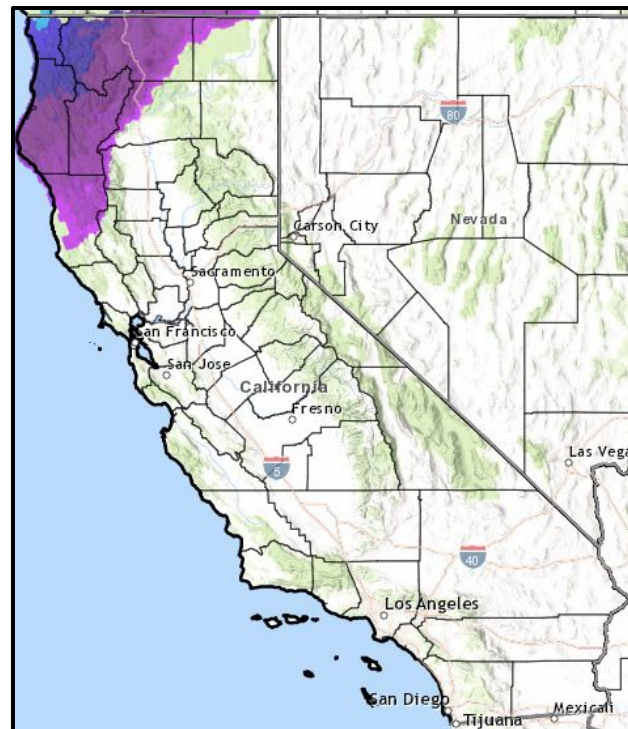 80
Nevada
Carson City
Sacramento
San Francisco
San Jose
California
Fresno
5
Las Vega
40
Los Angeles
San Diego
Tijuana
Mexicali